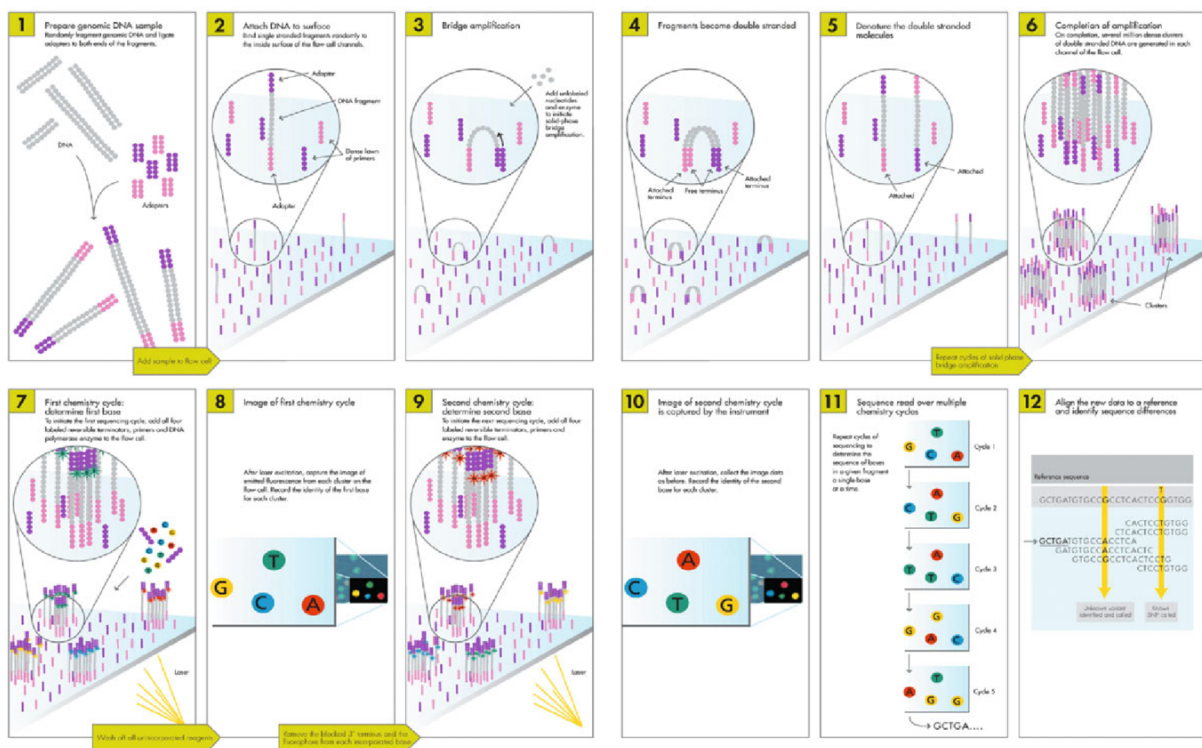 1
Prepare genomic DNA sample
Randomly fragment genomic DNA and ligate
adapters to both ends of the fragments.
DNA
Adapters
Add sample to flow cell
2
Attach DNA to surface
Bind single stranded fragments randomly to
the inside surface of the flow cell channels.
Adapter
DNA fragment
Dense lawn
of primers
Adapter
3
Bridge amplification
Add unlabeled
nucleotides
and enzyme
to initiate
solid-phase
bridge
amplification.
4
Fragments become double stranded
Attached
terminus
Free terminus
Attached
terminus
5
Denature the double stranded
molecules
Attached
Attached
Repeat cycles of solid phase
bridge amplification
6
Completion of amplification
On completion, several million dense clusters
of double stranded DNA are generated in each
channel of the flow cell.
Clusters
7
First chemistry cycle:
determine first base
To initiate the first sequencing cycle, add all four
labeled reversible terminators, primers and DNA
polymerase enzyme to the flow cell.
Laser
Wash off all unincorporated reagents
8
Image of first chemistry cycle
After laser excitation, capture the image of
emitted fluorescence from each cluster on the
flow cell. Record the identity of the first base
for each cluster.
T
G
C
A
9
Second chemistry cycle:
determine second base
To initiate the next sequencing cycle, add all four
labeled reversible terminators, primers and
enzyme to the flow cell.
Laser
Remove the blocked 3' terminus and the
fluorophore from each incorporated base
10
Image of second chemistry cycle
is captured by the instrument
After laser excitation, collect the image data
as before. Record the identity of the second
base for each cluster.
A
C
T
G
11
Sequence read over multiple
chemistry cycles
Repeat cycles of
sequencing to
determine the
sequence of bases
in a given fragment
a single base
at a time.
T
G C A
Cycle 1
A
C T G
Cycle 2
A
T T C
Cycle 3
G
G A C
Cycle 4
T
A G G
Cycle 5
GCTGA....
12
Align the new data to a reference
and identify sequence differences
Reference sequence
T
GCTGATGTGCCGCCTCACTCCGGTGG
CACTCCTGTGG
CTCACTCCTGTGG
GCTGATGTGCCACCTCA
GATGTGCCACCTCACTC
GTGCCGCCTCACTCCTG
CTCCTGTGG
Unknown variant
identified and called
Known
SNP called